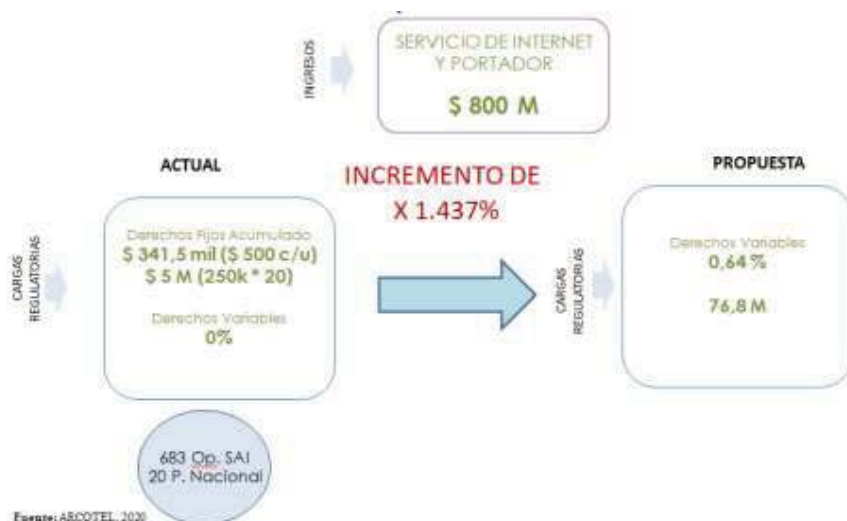 INGRESOS
SERVICIO DE INTERNET
Y PORTADOR
$ 800 M
ACTUAL
INCREMENTO DE
X 1.437%
PROPUESTA
CARGAS
REGULATORIAS
Derechos Fijos Acumulado
$ 341,5 mil ($ 500 c/u)
$ 5 M (250k * 20)
Derechos Variables
0%
CARGAS
REGULATORIAS
Derechos Variables
0,64 %
76,8 M
683 Op. SAI
20 P. Nacional
Fuente: ARCOTEL, 2020